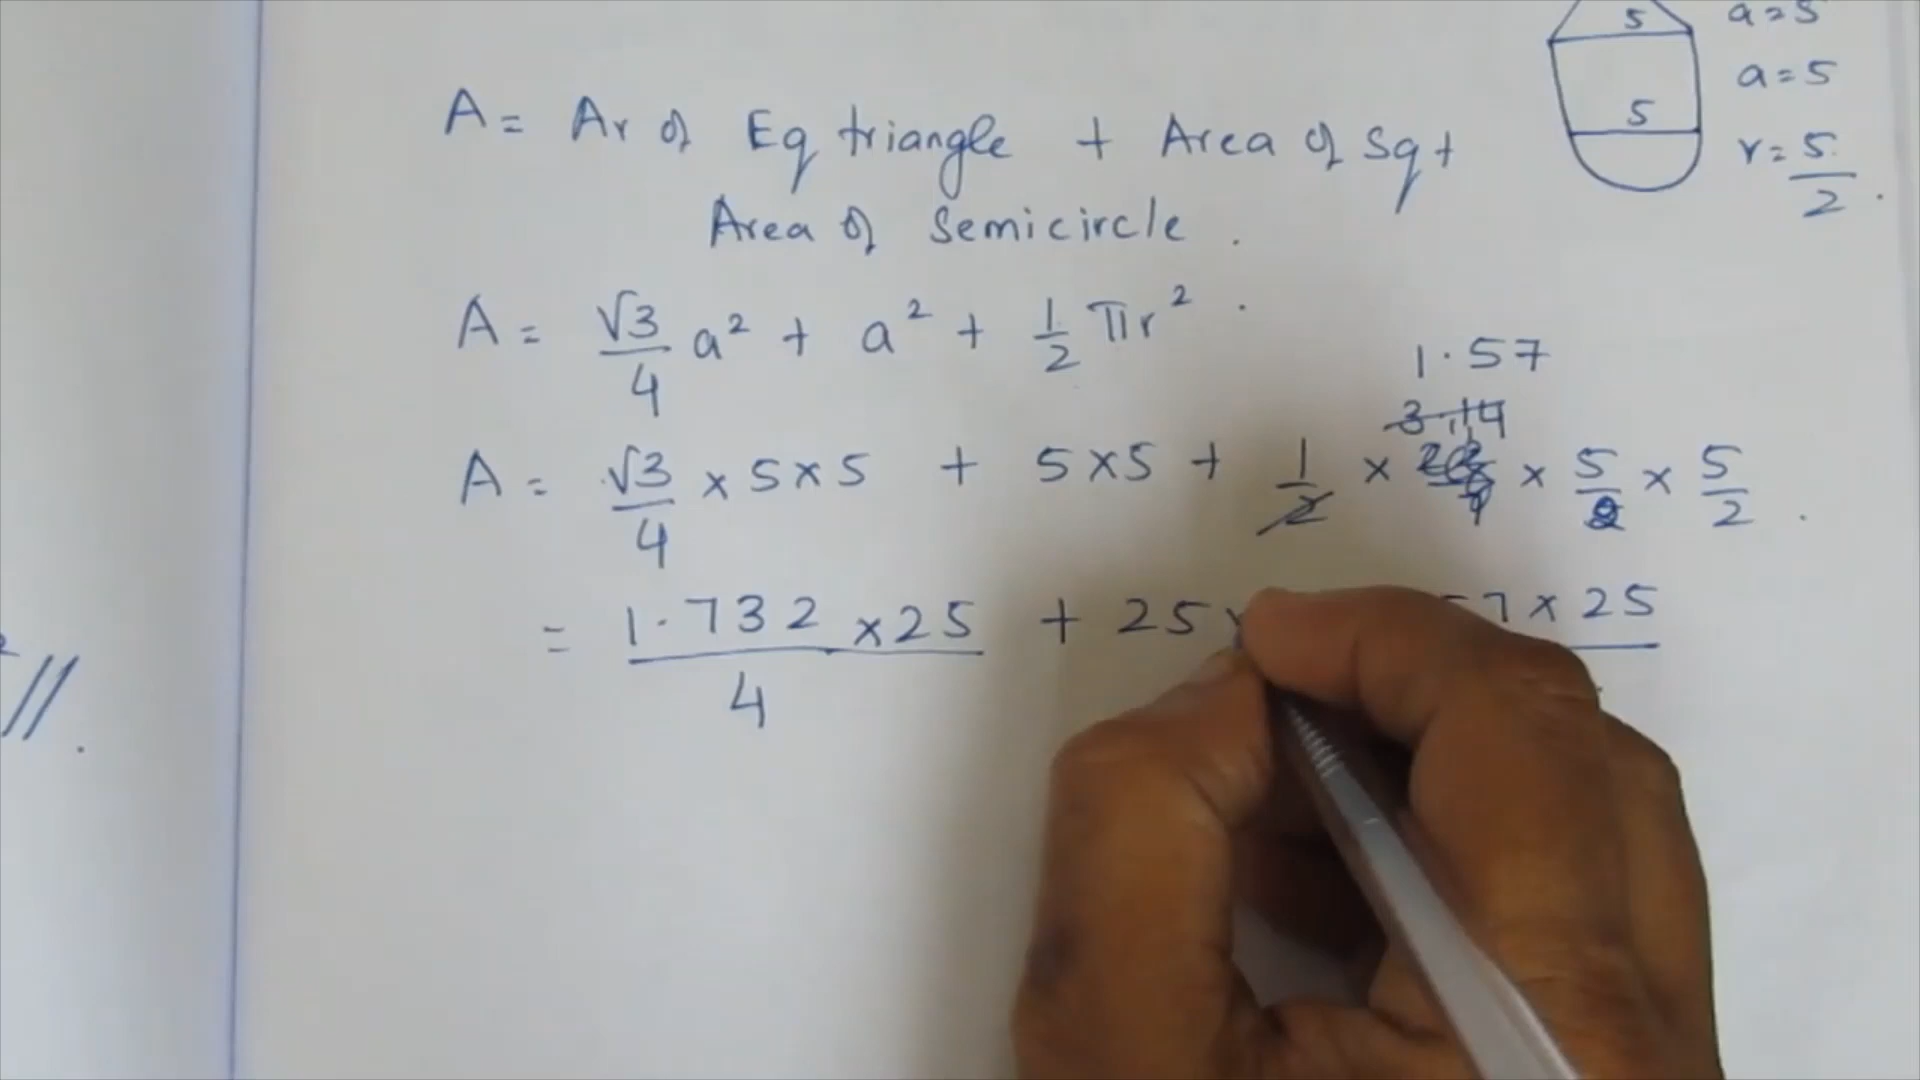 5
a=5
a=5
5
r=5/2.
A= Ar of Eq triangle + Area of Sq+
Area of Semicircle.
A= √3/4 a² + a² + 1/2 πr².
1.57
3.14
A= √3/4 ×5×5 + 5×5+ 1/2 × × 5/2 × 5/2.
= 1.732 ×25/4 + 25 57×25